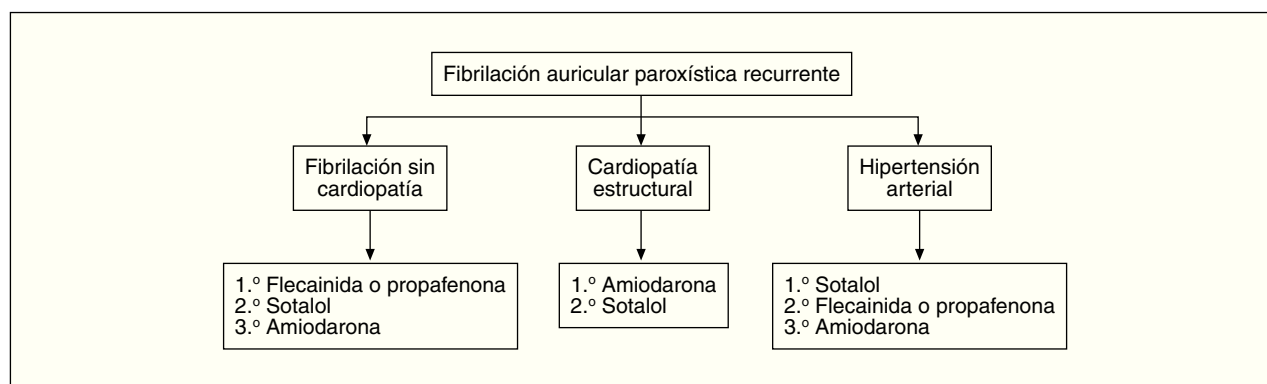 Fibrilación auricular paroxística recurrente
Fibrilación sin
cardiopatía
Cardiopatía
estructural
Hipertensión
arterial
1.º Flecainida o propafenona
2.º Sotalol
3.º Amiodarona
1.º Amiodarona
2.º Sotalol
1.º Sotalol
2.º Flecainida o propafenona
3.º Amiodarona